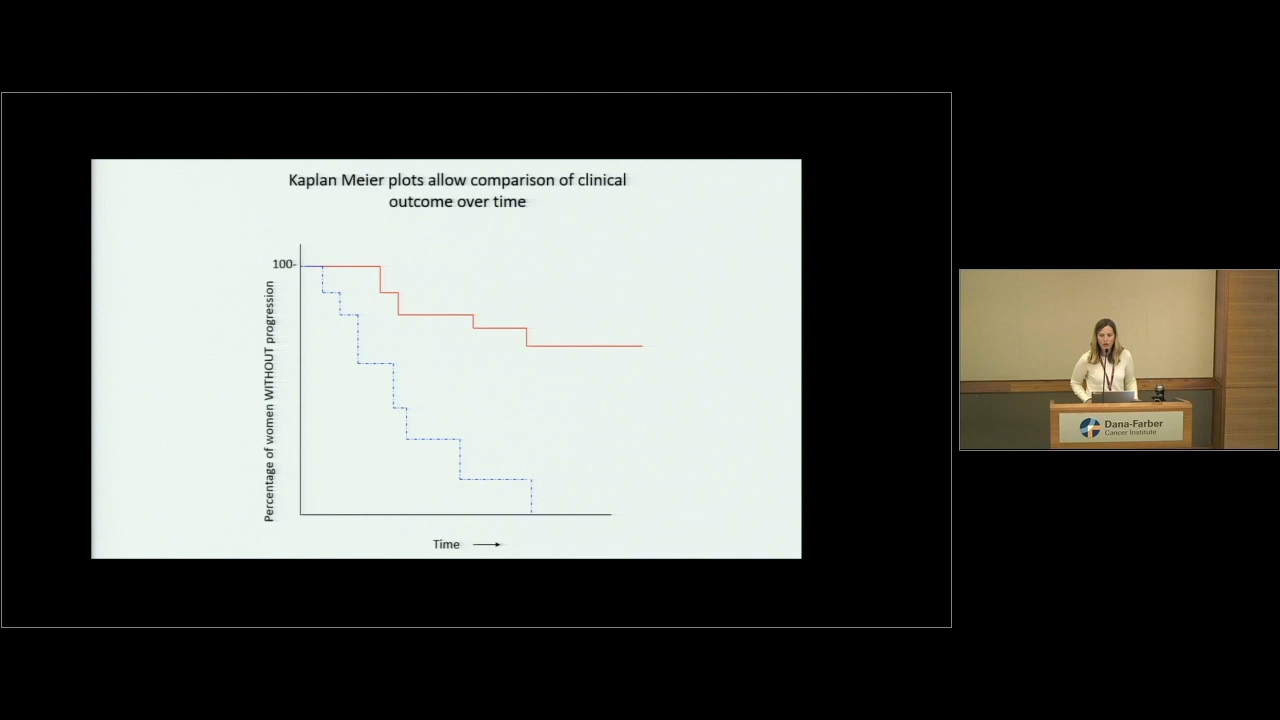 Kaplan Meier plots allow comparison of clinical
outcome over time
100-
Percentage of women WITHOUT progression
Time
Dana-Farber
Cancer Institute